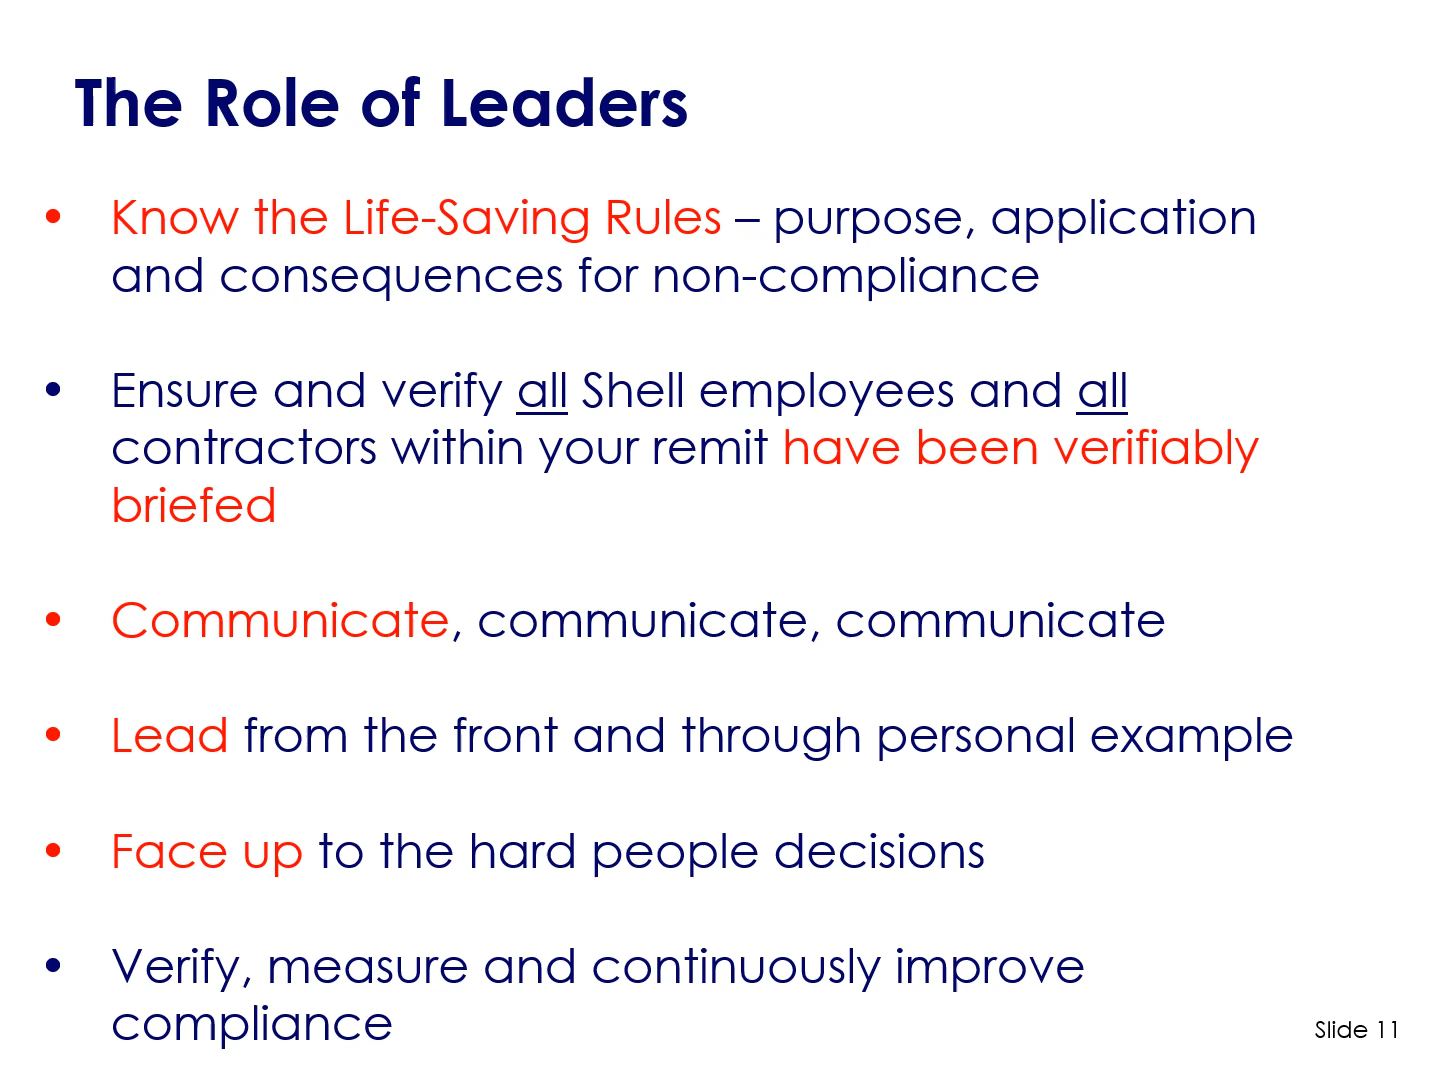 The Role of Leaders
• Know the Life-Saving Rules – purpose, application
and consequences for non-compliance
• Ensure and verify all Shell employees and all
contractors within your remit have been verifiably
briefed
• Communicate, communicate, communicate
• Lead from the front and through personal example
• Face up to the hard people decisions
• Verify, measure and continuously improve
compliance
Slide 11